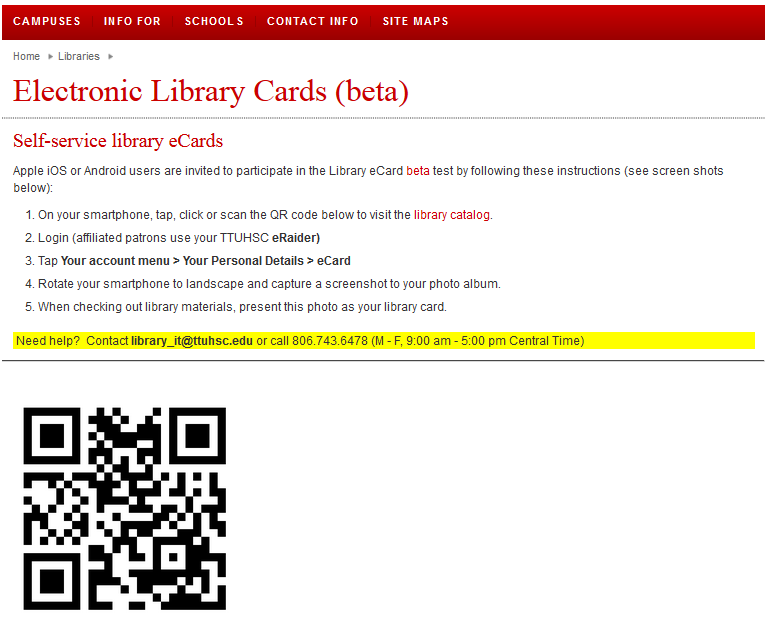 CAMPUSES INFO FOR SCHOOLS CONTACT INFO SITE MAPS
Home Libraries
Electronic Library Cards (beta)
Self-service library eCards
Apple iOS or Android users are invited to participate in the Library eCard beta test by following these instructions (see screen shots
below):
1. On your smartphone, tap, click or scan the QR code below to visit the library catalog.
2. Login (affiliated patrons use your TTUHSC eRaider)
3. Tap Your account menu > Your Personal Details > eCard
4. Rotate your smartphone to landscape and capture a screenshot to your photo album.
5. When checking out library materials, present this photo as your library card.
Need help? Contact library_it@ttuhsc.edu or call 806.743.6478 (M - F, 9:00 am - 5:00 pm Central Time)